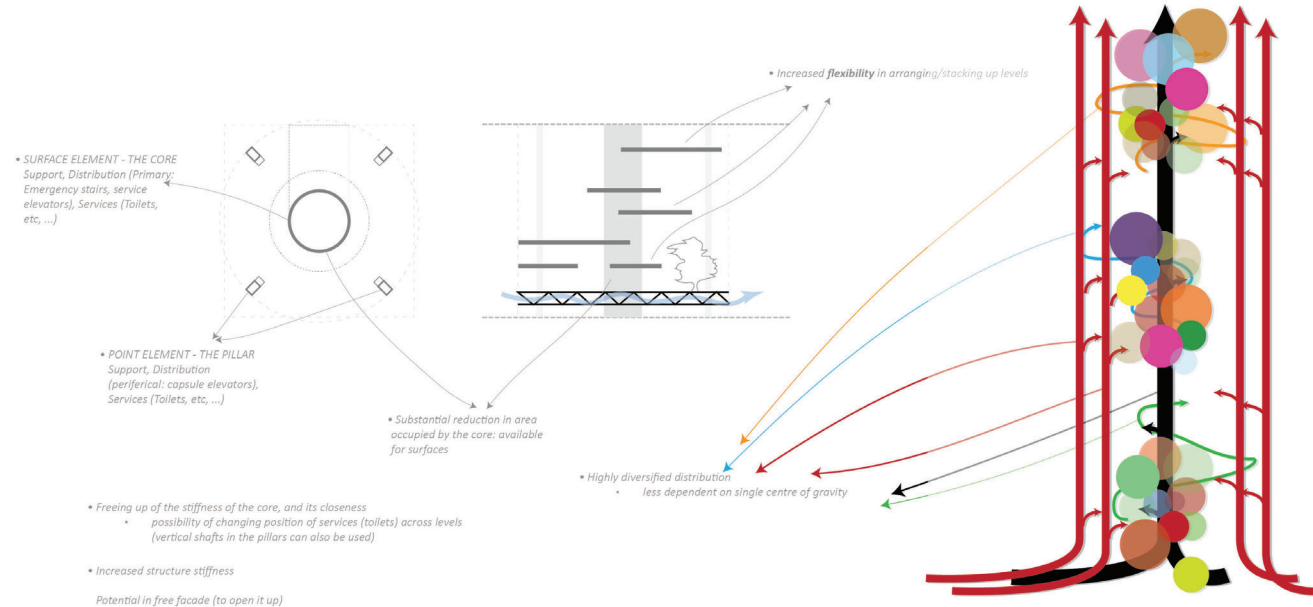 • Increased flexibility in arranging/stacking up levels
• SURFACE ELEMENT - THE CORE
Support, Distribution (Primary:
Emergency stairs, service
elevators), Services (Toilets,
etc, ...)
• POINT ELEMENT - THE PILLAR
Support, Distribution
(periferical: capsule elevators),
Services (Toilets, etc, ...)
• Substantial reduction in area
occupied by the core: available
for surfaces
• Highly diversified distribution
• less dependent on single centre of gravity
• Freeing up of the stiffness of the core, and its closeness
• possibility of changing position of services (toilets) across levels
(vertical shafts in the pillars can also be used)
• Increased structure stiffness
Potential in free facade (to open it up)